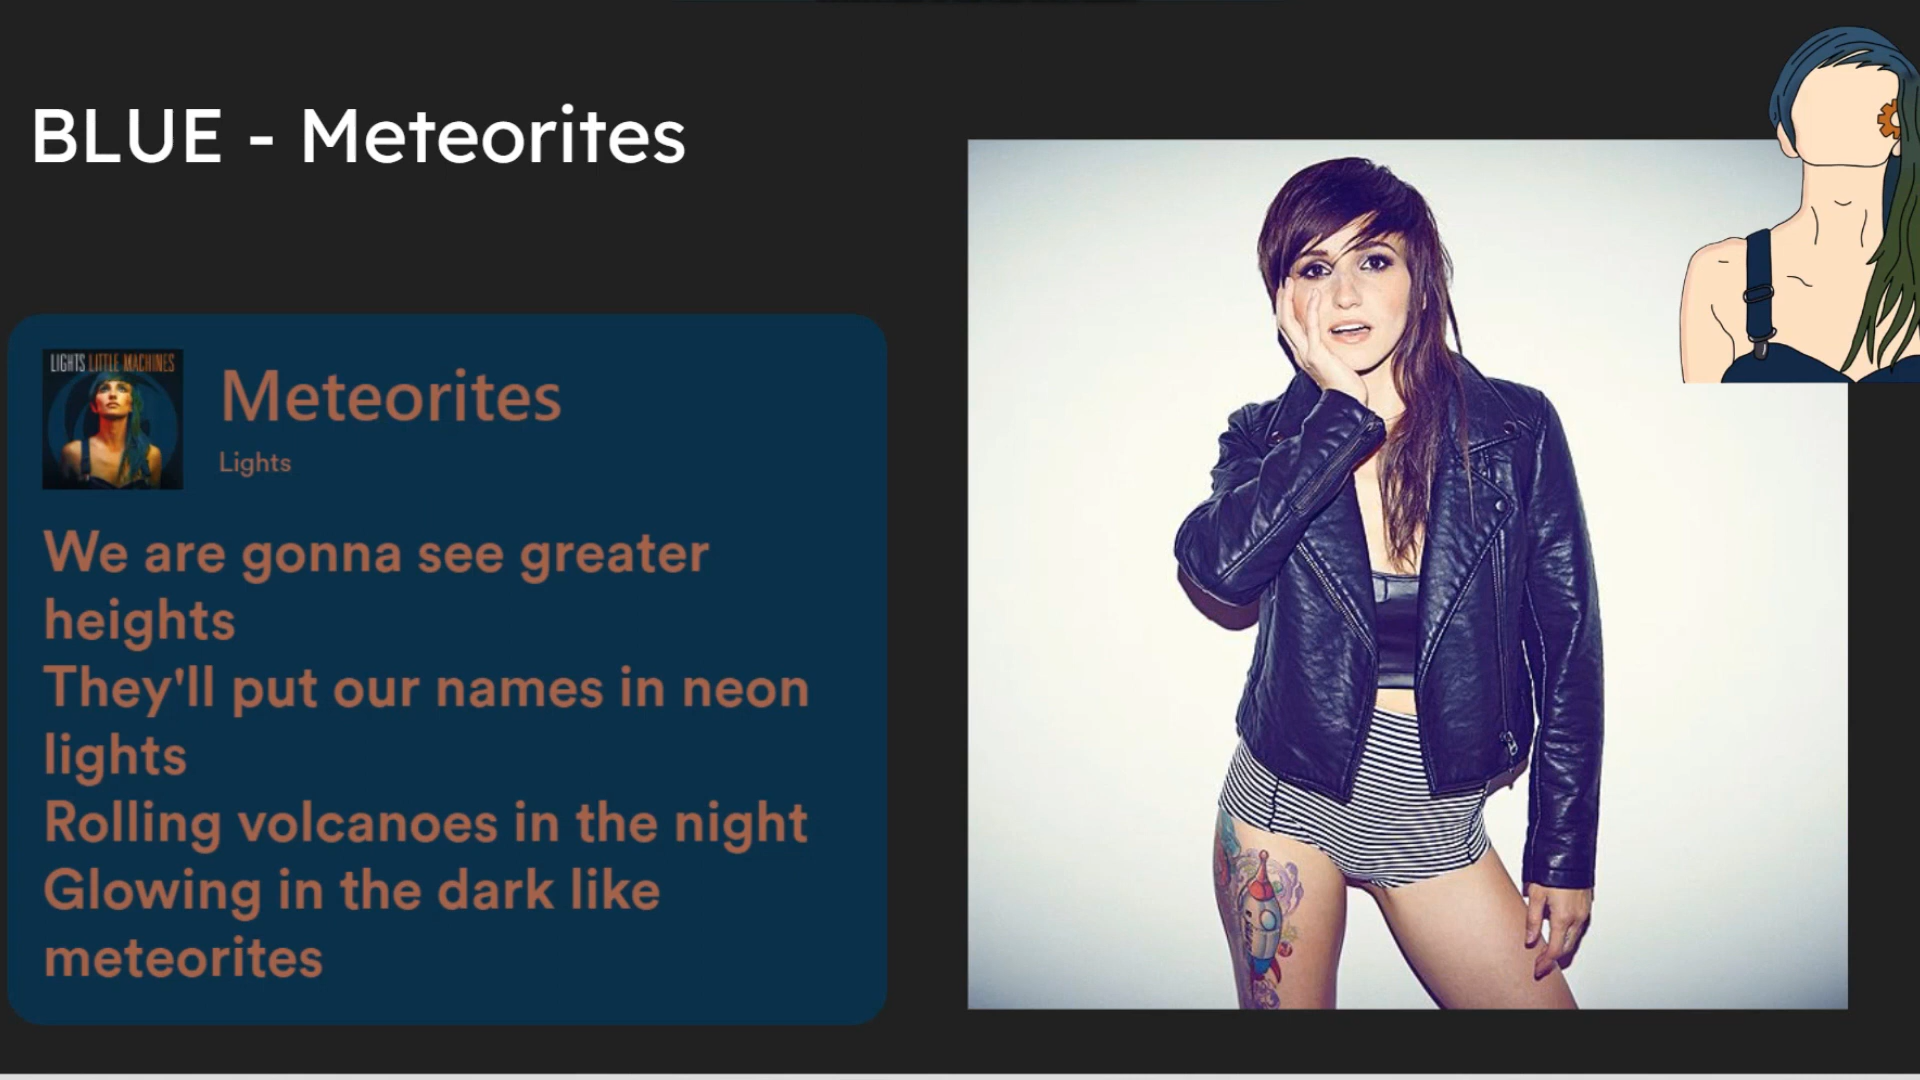 BLUE - Meteorites
LIGHTS LITTLE MACHINES
Meteorites
Lights
We are gonna see greater
heights
They'll put our names in neon
lights
Rolling volcanoes in the night
Glowing in the dark like
meteorites